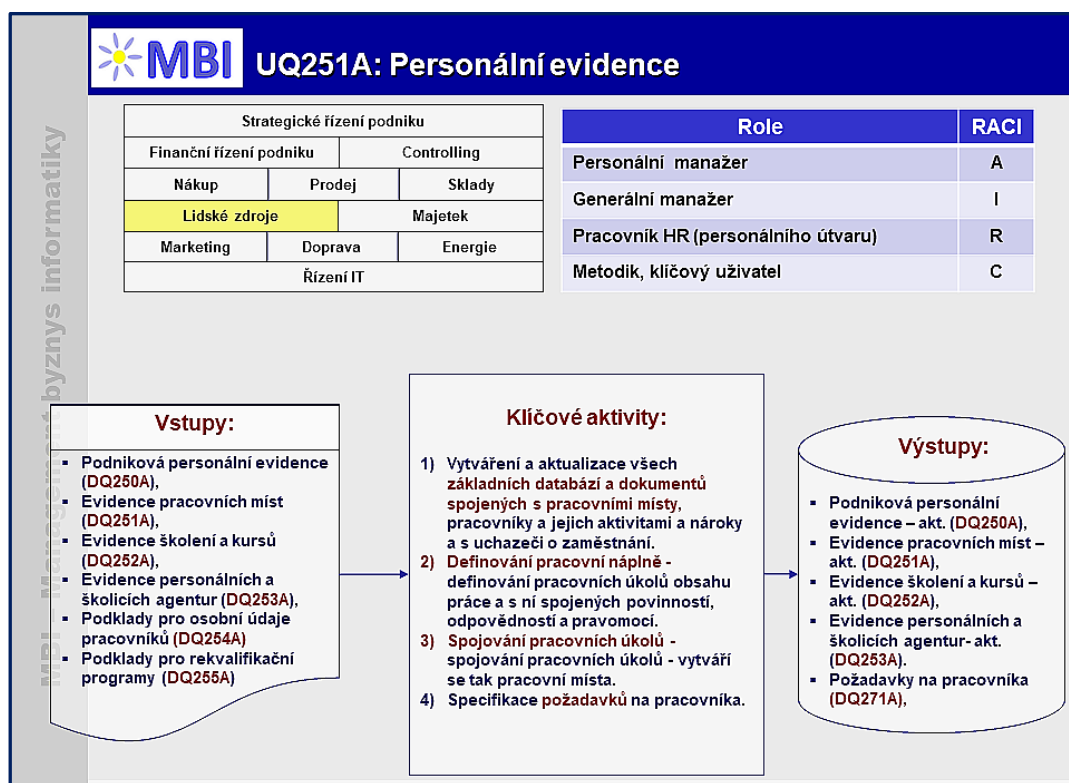 MBI
UQ251A: Personální evidence
MBI – Management byznys informatiky
Strategické řízení podniku
Finanční řízení podniku
Controlling
Nákup
Prodej
Sklady
Lidské zdroje
Majetek
Marketing
Doprava
Energie
Řízení IT
Role RACI
Personální manažer A
Generální manažer I
Pracovník HR (personálního útvaru) R
Metodik, klíčový uživatel C
Vstupy:
▪ Podniková personální evidence
(DQ250A),
▪ Evidence pracovních míst
(DQ251A),
▪ Evidence školení a kursů
(DQ252A),
▪ Evidence personálních a
školicích agentur (DQ253A),
▪ Podklady pro osobní údaje
pracovníků (DQ254A)
▪ Podklady pro rekvalifikační
programy (DQ255A)
Klíčové aktivity:
1) Vytváření a aktualizace všech
základních databází a dokumentů
spojených s pracovními místy,
pracovníky a jejich aktivitami a nároky
a s uchazeči o zaměstnání.
2) Definování pracovní náplně -
definování pracovních úkolů obsahu
práce a s ní spojených povinností,
odpovědností a pravomocí.
3) Spojování pracovních úkolů -
spojování pracovních úkolů - vytváří
se tak pracovní místa.
4) Specifikace požadavků na pracovníka.
Výstupy:
▪ Podniková personální
evidence – akt. (DQ250A),
▪ Evidence pracovních míst –
akt. (DQ251A),
▪ Evidence školení a kursů –
akt. (DQ252A),
▪ Evidence personálních a
školicích agentur- akt.
(DQ253A).
▪ Požadavky na pracovníka
(DQ271A),